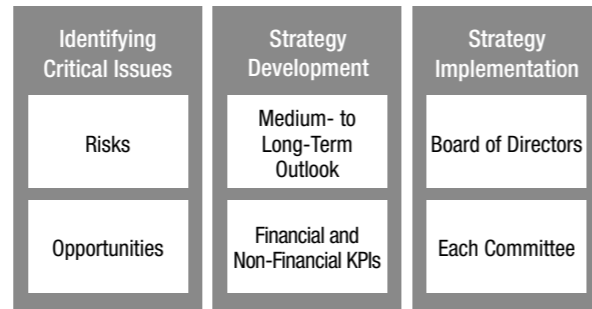 Identifying
Critical Issues
Risks
Opportunities
Strategy
Development
Medium- to
Long-Term
Outlook
Financial and
Non-Financial KPIs
Strategy
Implementation
Board of Directors
Each Committee